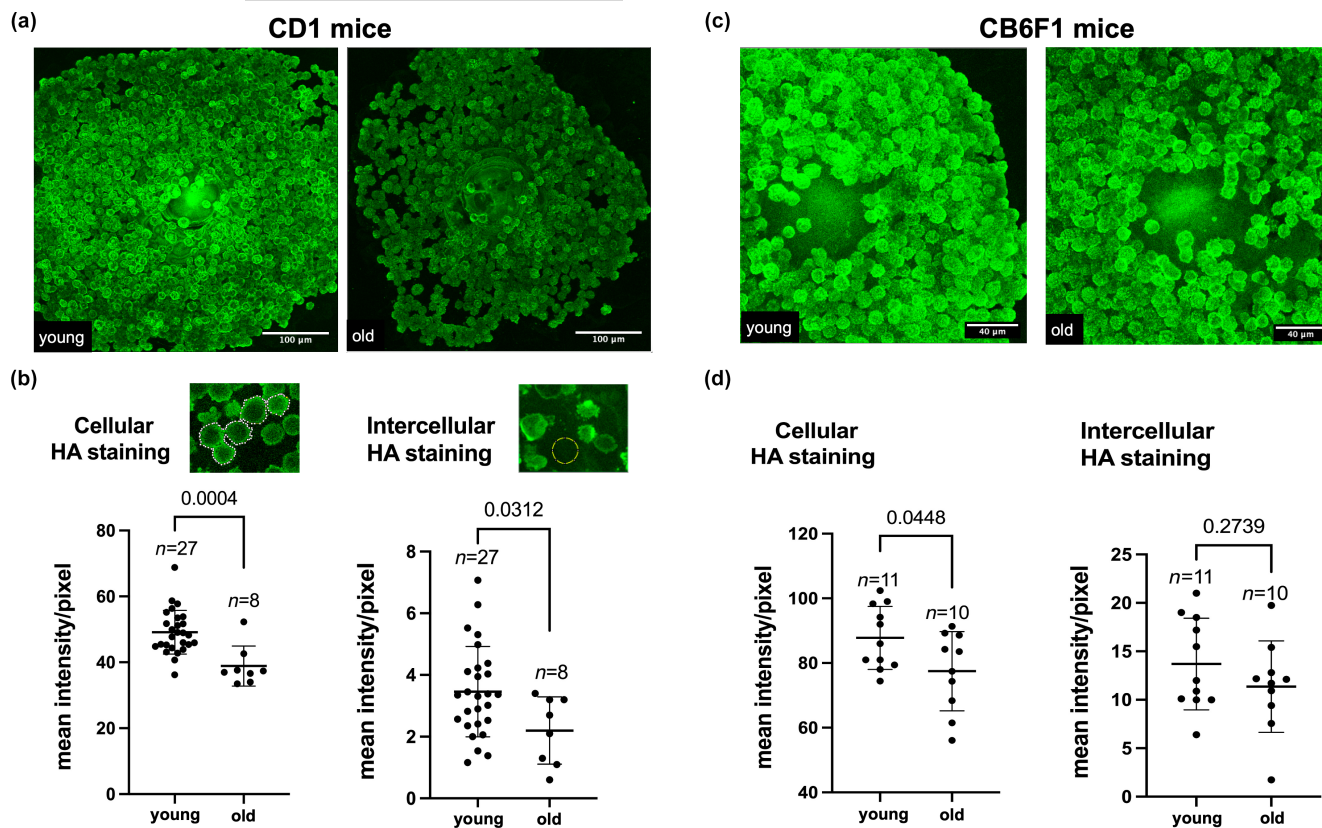 (a)
CD1 mice
young
100 µm
old
100 µm
(c)
CB6F1 mice
young
40 µm
old
40 µm
(b)
Cellular
HA staining
Intercellular
HA staining
0.0004
n=27
n=8
mean intensity/pixel
80
60
40
20
0
young
old
0.0312
n=27
n=8
mean intensity/pixel
8
6
4
2
0
young
old
(d)
Cellular
HA staining
Intercellular
HA staining
0.0448
n=11
n=10
mean intensity/pixel
120
100
80
60
40
young
old
0.2739
n=11
n=10
mean intensity/pixel
25
20
15
10
5
0
young
old